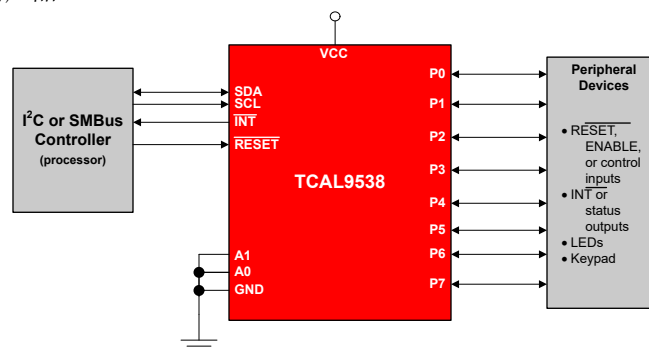 VCC
I²C or SMBus
Controller
(processor)
SDA
SCL
INT
RESET
TCAL9538
A1
A0
GND
P0
P1
P2
P3
P4
P5
P6
P7
Peripheral
Devices
• RESET,
ENABLE,
or control
inputs
• INT or
status
outputs
• LEDs
• Keypad